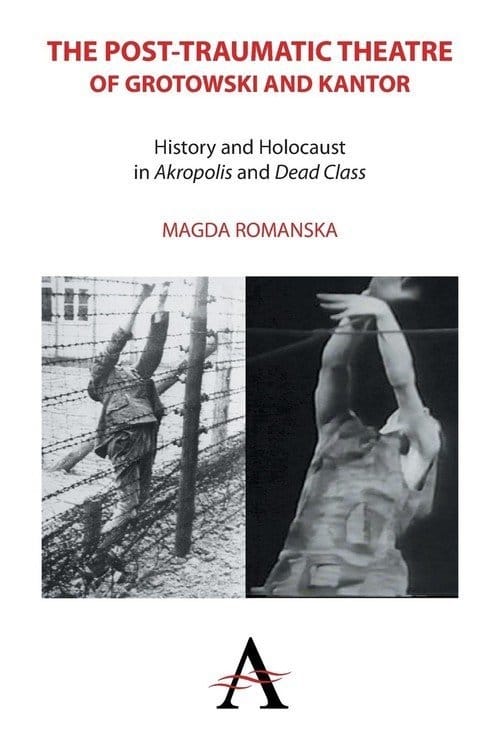 THE POST-TRAUMATIC THEATRE
OF GROTOWSKI AND KANTOR
History and Holocaust
in Akropolis and Dead Class
MAGDA ROMANSKA
A